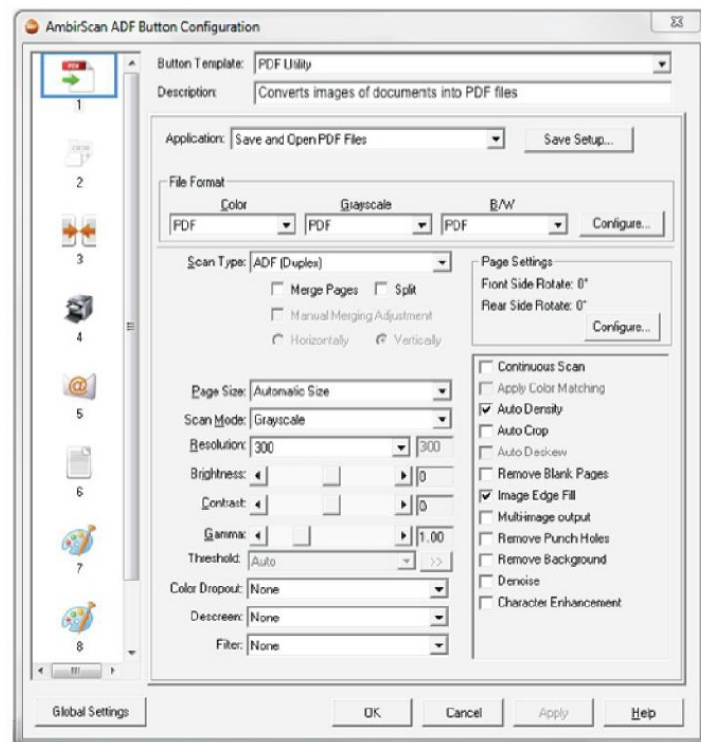 AmbirScan ADF Button Configuration
PDF
1
2
3
4
5
6
7
8
Button Template: PDF Utility
Description: Converts images of documents into PDF files
Application: Save and Open PDF Files Save Setup...
File Format
Color Grayscale B/W
PDF PDF PDF Configure...
Scan Type: ADF (Duplex)
Merge Pages Split
Manual Merging Adjustment
Horizontally Vertically
Page Settings
Front Side Rotate: 0°
Rear Side Rotate: 0°
Configure...
Page Size: Automatic Size
Scan Mode: Grayscale
Resolution: 300 300
Brightness: 0
Contrast: 0
Gamma: 1.00
Threshold: Auto >>
Color Dropout: None
Descreen: None
Filter: None
Continuous Scan
Apply Color Matching
Auto Density
Auto Crop
Auto Deskew
Remove Blank Pages
Image Edge Fill
Multi-image output
Remove Punch Holes
Remove Background
Denoise
Character Enhancement
Global Settings OK Cancel Apply Help